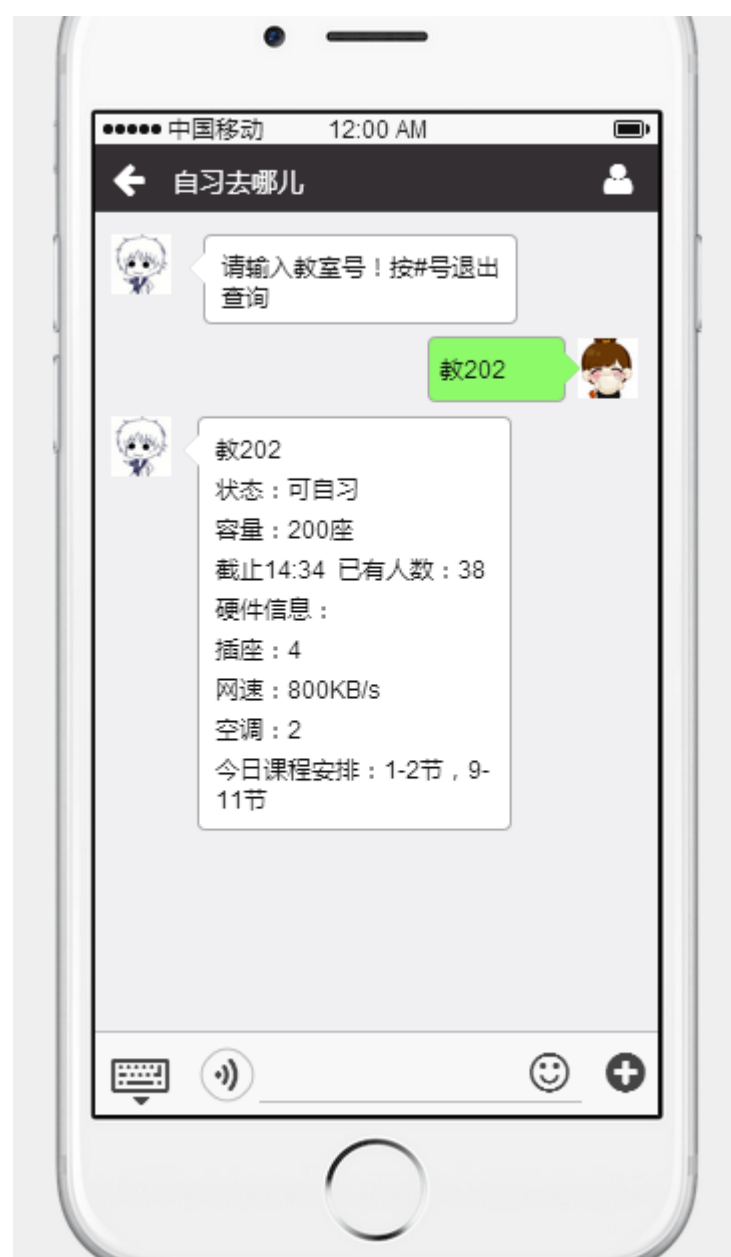 中国移动 12:00 AM
自习去哪儿
请输入教室号！按#号退出
查询
教202
教202
状态：可自习
容量：200座
截止14:34 已有人数：38
硬件信息：
插座：4
网速：800KB/s
空调：2
今日课程安排：1-2节，9-
11节